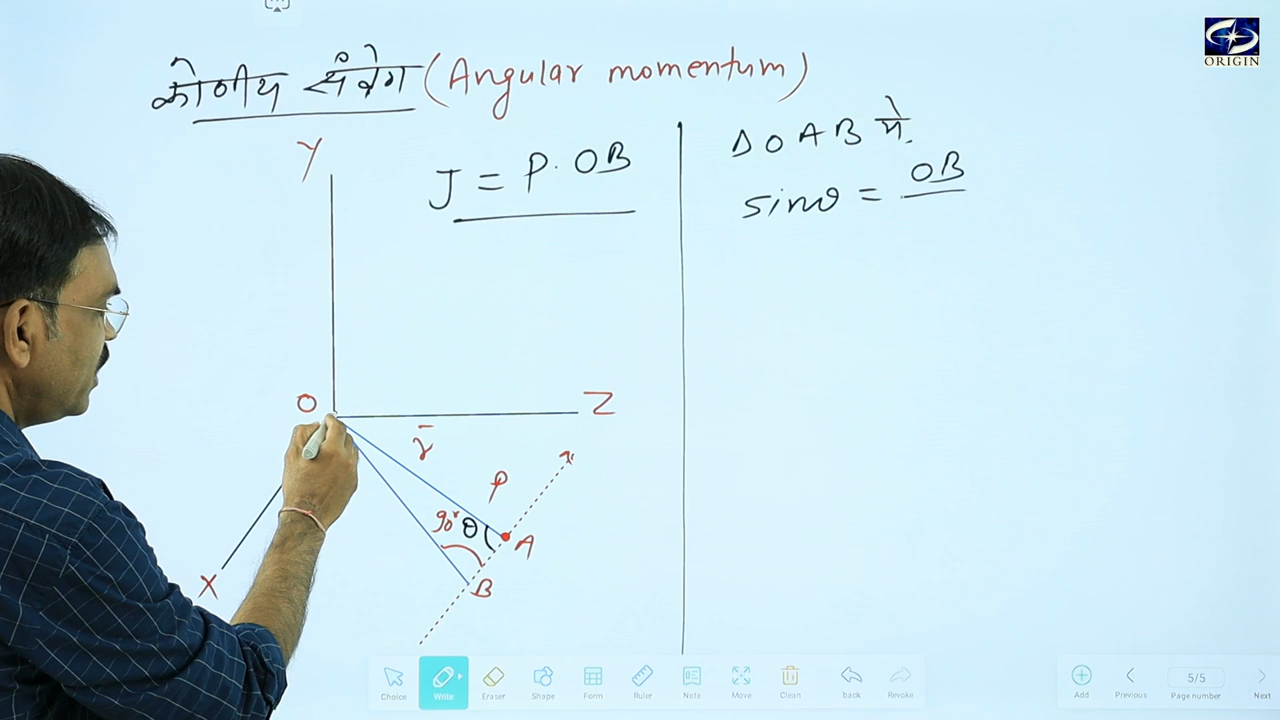 कोणीय संवेग (Angular momentum)
J = P. OB
Y
O
Z
r̄
P
90°
θ
A
B
X
Δ O A B में.
sinθ = OB
ORIGIN
Choice
Write
Eraser
Shape
Form
Ruler
Note
Move
Clean
back
Revoke
Add
Previous
5/5
Page number
Next